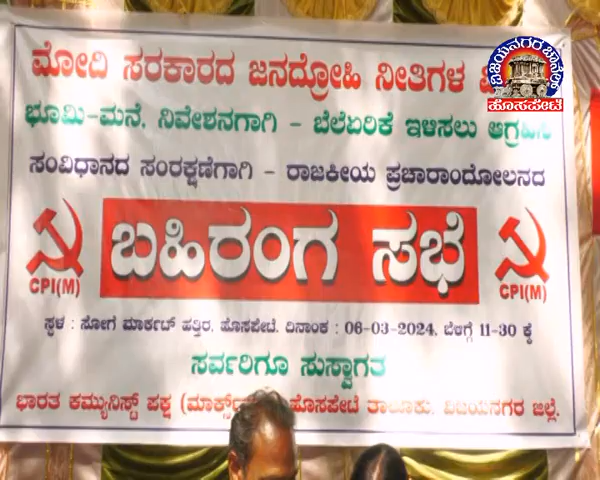 ಮೋದಿ ಸರಕಾರದ ಜನದ್ರೋಹಿ ನೀತಿಗಳ
ವಿಜಯನಗರ ವಾಹಿನಿ
ಹೊಸಪೇಟೆ
ಭೂಮಿ-ಮನೆ, ನಿವೇಶನಗಾಗಿ - ಬೆಲೆಏರಿಕೆ ಇಳಿಸಲು ಆಗ್ರಹಿಸಿ
ಸಂವಿಧಾನದ ಸಂರಕ್ಷಣೆಗಾಗಿ - ರಾಜಕೀಯ ಪ್ರಚಾರಾಂದೋಲನದ
ಬಹಿರಂಗ ಸಭೆ
CPI(M)
CPI(M)
ಸ್ಥಳ : ಸೋಗಿ ಮಾರ್ಕೆಟ್ ಹತ್ತಿರ, ಹೊಸಪೇಟೆ. ದಿನಾಂಕ : 06-03-2024, ಬೆಳಿಗ್ಗೆ 11-30 ಕ್ಕೆ
ಸರ್ವರಿಗೂ ಸುಸ್ವಾಗತ
ಭಾರತ ಕಮ್ಯುನಿಸ್ಟ್ ಪಕ್ಷ ಹೊಸಪೇಟೆ ತಾಲೂಕು. ವಿಜಯನಗರ ಜಿಲ್ಲೆ.